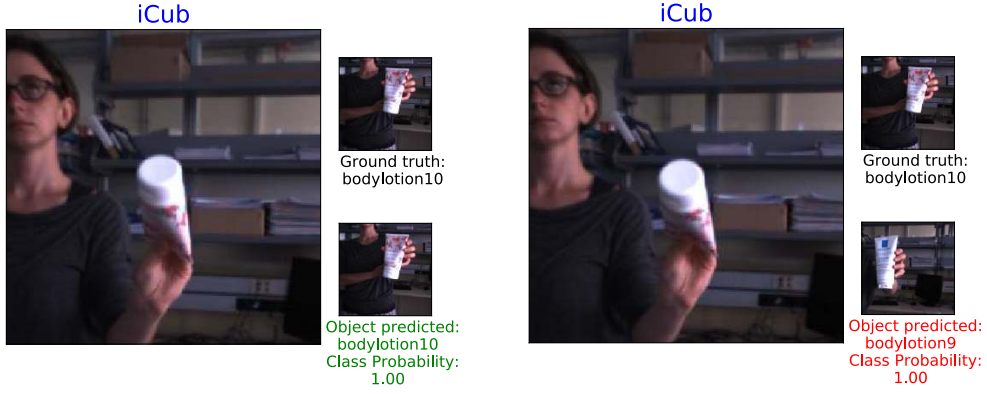 iCub
Ground truth:
bodylotion10
Object predicted:
bodylotion10
Class Probability:
1.00
iCub
Ground truth:
bodylotion10
Object predicted:
bodylotion9
Class Probability:
1.00